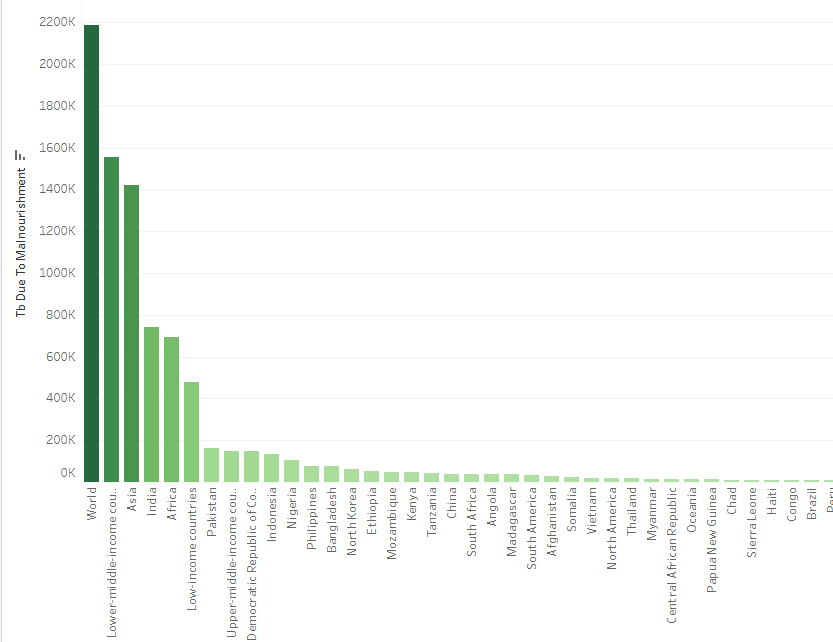 2200K
2000K
1800K
1600K
1400K
1200K
1000K
800K
600K
400K
200K
0K
Tb Due To Malnourishment
World
Lower-middle-income cou..
Asia
India
Africa
Low-income countries
Pakistan
Upper-middle-income cou..
Democratic Republic of Co..
Indonesia
Nigeria
Philippines
Bangladesh
North Korea
Ethiopia
Mozambique
Kenya
Tanzania
China
South Africa
Angola
Madagascar
South America
Afghanistan
Somalia
Vietnam
North America
Thailand
Myanmar
Central African Republic
Oceania
Papua New Guinea
Chad
Sierra Leone
Haiti
Congo
Brazil
Peru